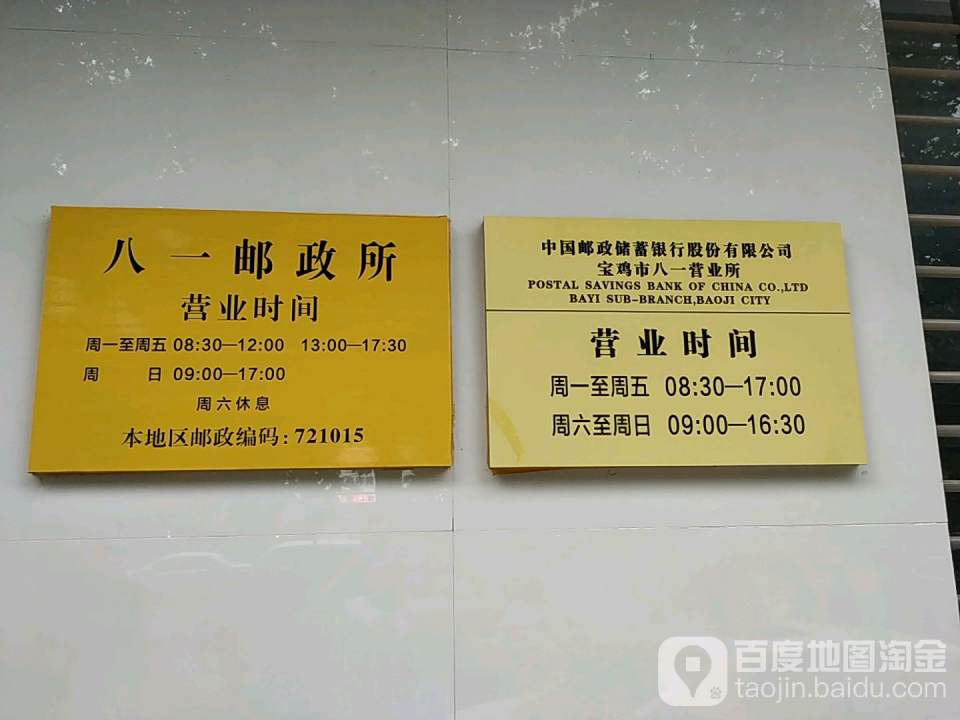 八一邮政所
营业时间
周一至周五 08:30—12:00 13:00—17:30
周 日 09:00—17:00
周六休息
本地区邮政编码：721015
中国邮政储蓄银行股份有限公司
宝鸡市八一营业所
POSTAL SAVINGS BANK OF CHINA CO.,LTD
BAYI SUB-BRANCH,BAOJI CITY
营业时间
周一至周五 08:30—17:00
周六至周日 09:00—16:30
百度地图淘金
taojin.baidu.com